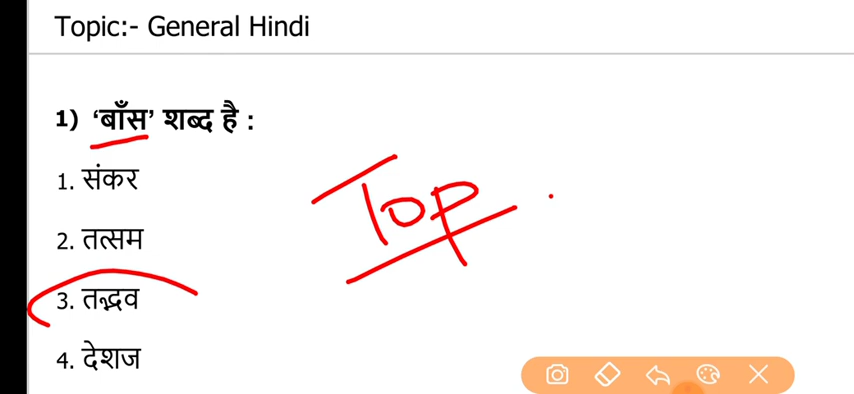 Topic:- General Hindi
1) ‘बाँस’ शब्द है :
1. संकर
2. तत्सम
Top
3. तद्भव
4. देशज